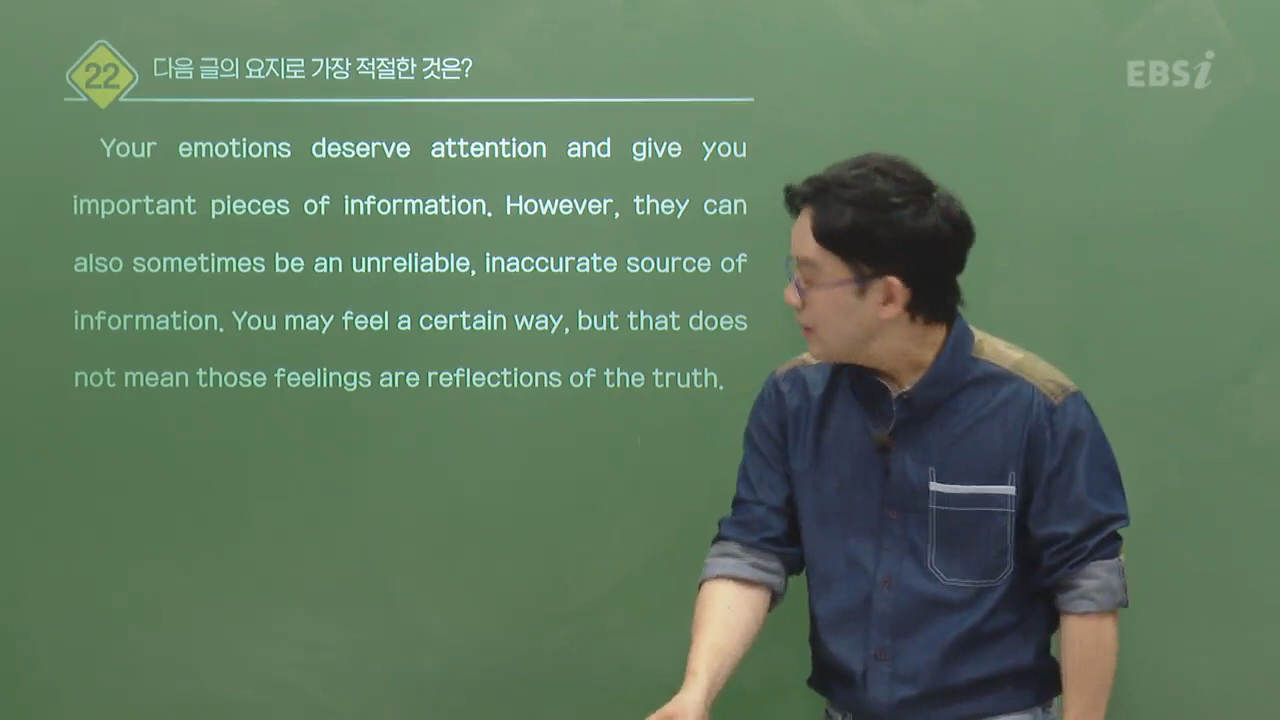 22 다음 글의 요지로 가장 적절한 것은?
EBSi
Your emotions deserve attention and give you
important pieces of information. However, they can
also sometimes be an unreliable, inaccurate source of
information. You may feel a certain way, but that does
not mean those feelings are reflections of the truth.